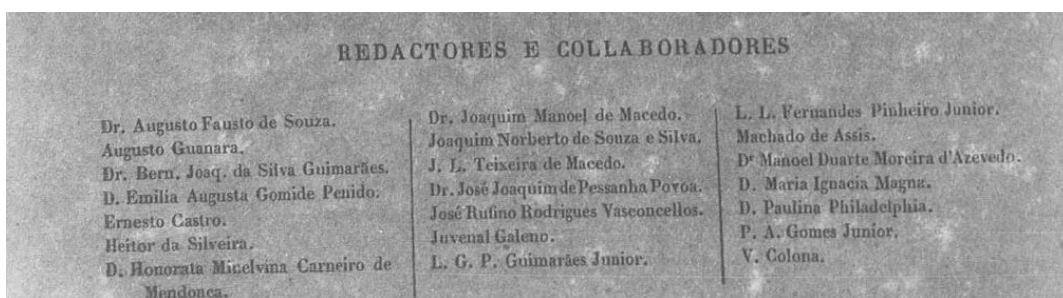 REDACTORES E COLLABORADORES
Dr. Augusto Fausto de Souza.
Augusto Guanara.
Dr. Bern. Joaq. da Silva Guimarães.
D. Emilia Augusta Gomide Penido.
Ernesto Castro.
Heitor da Silveira.
D. Honorata Minelvina Carneiro de
Mendonça.
Dr. Joaquim Manoel de Macedo.
Joaquim Norberto de Souza e Silva.
J. L. Teixeira de Macedo.
Dr. José Joaquim de Pessanha Povoa.
José Rufino Rodrigues Vasconcellos.
Juvenal Galeno.
L. G. P. Guimarães Junior.
L. L. Fernandes Pinheiro Junior.
Machado de Assis.
Dr Manoel Duarte Moreira d'Azevedo.
D. Maria Ignacia Magna.
D. Paulina Philadelphia.
P. A. Gomes Junior.
V. Colona.